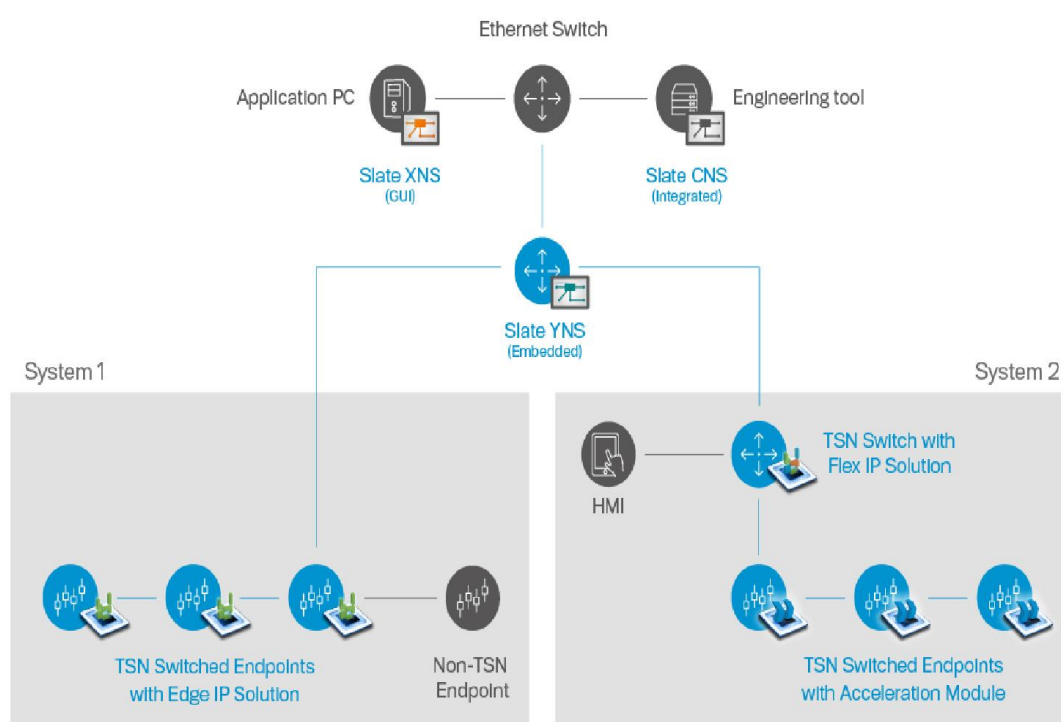 Ethernet Switch
Application PC
Engineering tool
Slate XNS
(GUI)
Slate CNS
(Integrated)
Slate YNS
(Embedded)
System 1
System 2
TSN Switch with
Flex IP Solution
HMI
TSN Switched Endpoints
with Edge IP Solution
Non-TSN
Endpoint
TSN Switched Endpoints
with Acceleration Module